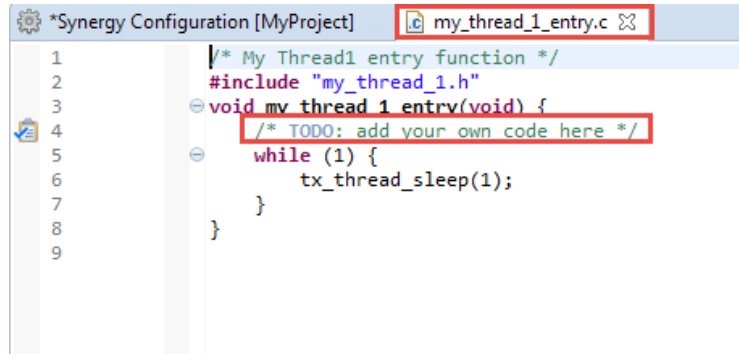 *Synergy Configuration [MyProject] my_thread_1_entry.c
1 /* My Thread1 entry function */
2 #include "my_thread_1.h"
3 void my_thread_1_entry(void) {
4 /* TODO: add your own code here */
5 while (1) {
6 tx_thread_sleep(1);
7 }
8 }
9